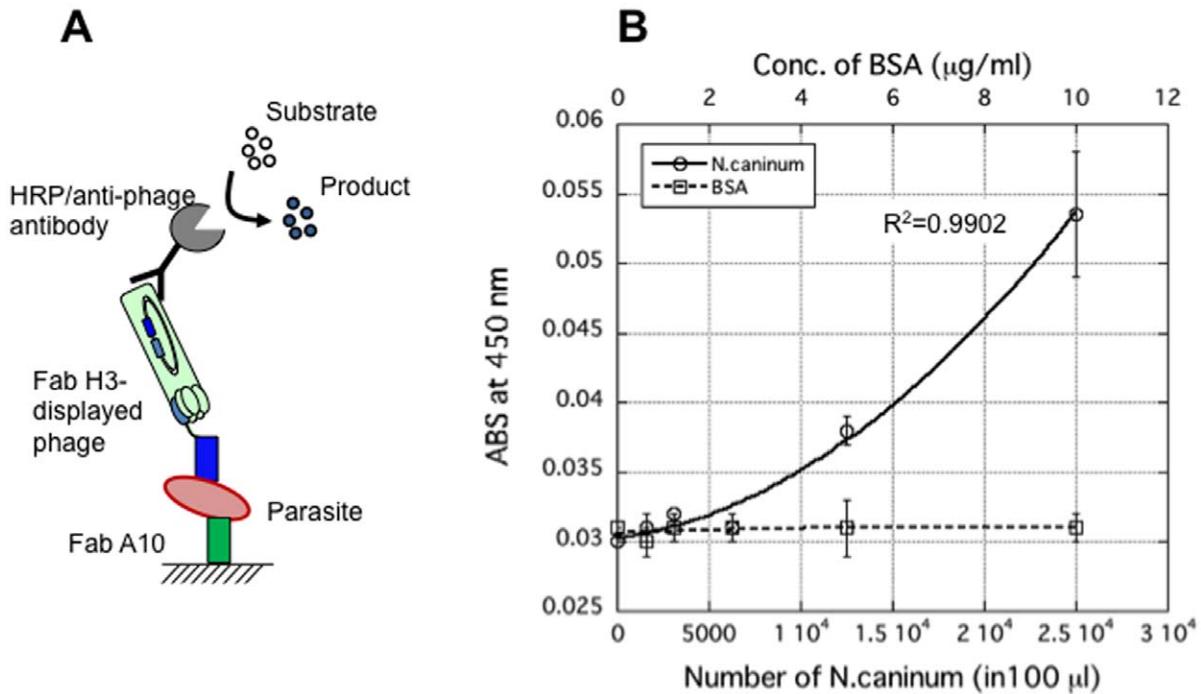 A
Substrate
Product
HRP/anti-phage
antibody
Fab H3-
displayed
phage
Parasite
Fab A10
B
Conc. of BSA (μg/ml)
0 2 4 6 8 10 12
0.06
0.055
0.05
0.045
0.04
0.035
0.03
0.025
ABS at 450 nm
N.caninum
BSA
R²=0.9902
0 5000 1 10⁴ 1.5 10⁴ 2 10⁴ 2.5 10⁴ 3 10⁴
Number of N.caninum (in100 μl)